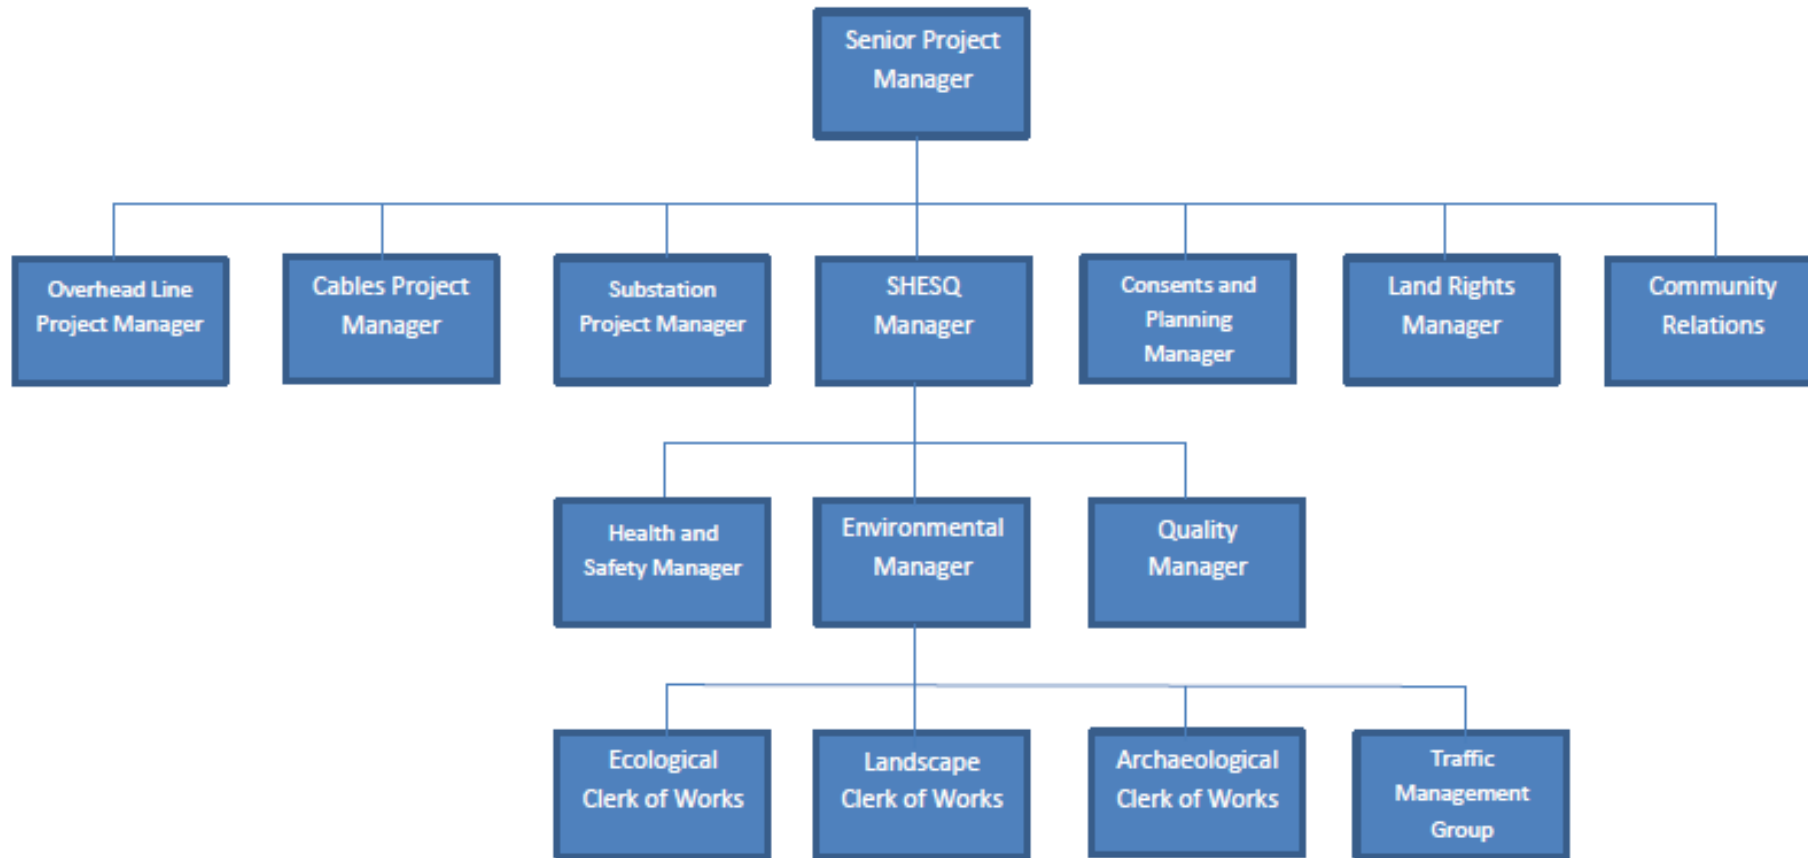 Senior Project
Manager
Overhead Line
Project Manager
Cables Project
Manager
Substation
Project Manager
SHESQ
Manager
Consents and
Planning
Manager
Land Rights
Manager
Community
Relations
Health and
Safety Manager
Environmental
Manager
Quality
Manager
Ecological
Clerk of Works
Landscape
Clerk of Works
Archaeological
Clerk of Works
Traffic
Management
Group